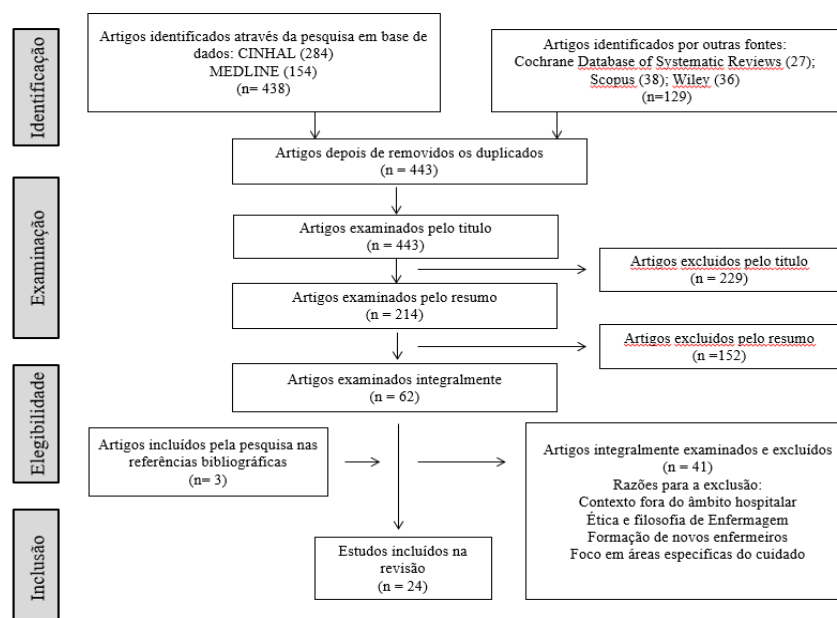 Identificação
Artigos identificados através da pesquisa em base de
dados: CINHAL (284)
MEDLINE (154)
(n= 438)
Artigos identificados por outras fontes:
Cochrane Database of Systematic Reviews (27);
Scopus (38); Wiley (36)
(n=129)
Artigos depois de removidos os duplicados
(n = 443)
Examinação
Artigos examinados pelo titulo
(n = 443)
Artigos excluidos pelo titulo
(n = 229)
Artigos examinados pelo resumo
(n = 214)
Artigos excluidos pelo resumo
(n =152)
Elegibilidade
Artigos examinados integralmente
(n = 62)
Artigos incluídos pela pesquisa nas
referências bibliográficas
(n= 3)
Artigos integralmente examinados e excluídos
(n = 41)
Razões para a exclusão:
Contexto fora do âmbito hospitalar
Ética e filosofia de Enfermagem
Formação de novos enfermeiros
Foco em áreas especificas do cuidado
Inclusão
Estudos incluídos na
revisão
(n = 24)